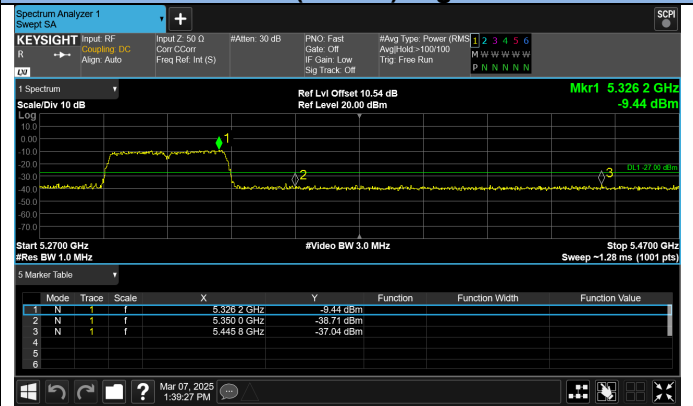 Spectrum Analyzer 1
Swept SA
+
SCPI
KEYSIGHT
R
LXI
Input: RF
Coupling: DC
Align: Auto
Input Z: 50 Ω
Corr CCorr
Freq Ref: Int (S)
#Atten: 30 dB
PNO: Fast
Gate: Off
IF Gain: Low
Sig Track: Off
#Avg Type: Power (RMS
Avg|Hold:>100/100
Trig: Free Run
1 2 3 4 5 6
M W W W W W
P N N N N N
1 Spectrum
Scale/Div 10 dB
Ref Lvl Offset 10.54 dB
Ref Level 20.00 dBm
Mkr1 5.326 2 GHz
-9.44 dBm
Log
10.0
0.00
-10.0
-20.0
-30.0
-40.0
-50.0
-60.0
-70.0
1
2
3
DL1 -27.00 dBm
Start 5.2700 GHz
#Res BW 1.0 MHz
#Video BW 3.0 MHz
Stop 5.4700 GHz
Sweep ~1.28 ms (1001 pts)
5 Marker Table
Mode Trace Scale X Y Function Function Width Function Value
1 N 1 f 5.326 2 GHz -9.44 dBm
2 N 1 f 5.350 0 GHz -38.71 dBm
3 N 1 f 5.445 8 GHz -37.04 dBm
4
5
6
?
Mar 07, 2025
1:39:27 PM